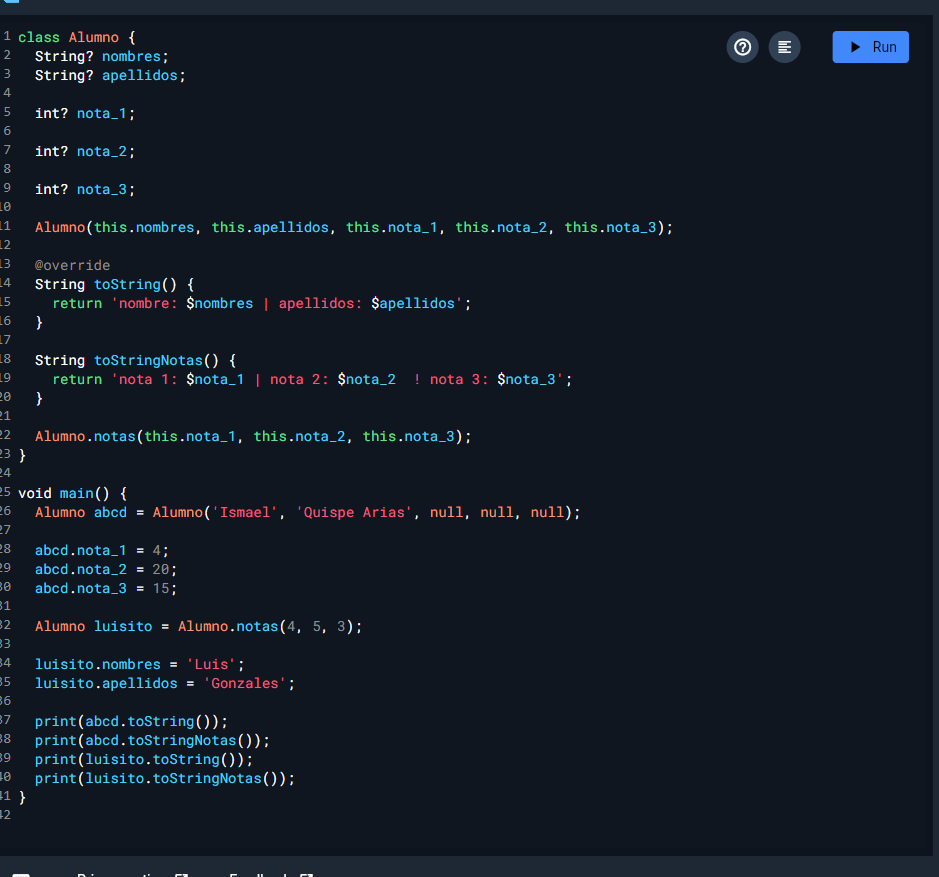 1 class Alumno {
2   String? nombres;
3   String? apellidos;
4
5   int? nota_1;
6
7   int? nota_2;
8
9   int? nota_3;
10
11   Alumno(this.nombres, this.apellidos, this.nota_1, this.nota_2, this.nota_3);
12
13   @override
14   String toString() {
15     return 'nombre: $nombres | apellidos: $apellidos';
16   }
17
18   String toStringNotas() {
19     return 'nota 1: $nota_1 | nota 2: $nota_2  ! nota 3: $nota_3';
20   }
21
22   Alumno.notas(this.nota_1, this.nota_2, this.nota_3);
23 }
24
25 void main() {
26   Alumno abcd = Alumno('Ismael', 'Quispe Arias', null, null, null);
27
28   abcd.nota_1 = 4;
29   abcd.nota_2 = 20;
30   abcd.nota_3 = 15;
31
32   Alumno luisito = Alumno.notas(4, 5, 3);
33
34   luisito.nombres = 'Luis';
35   luisito.apellidos = 'Gonzales';
36
37   print(abcd.toString());
38   print(abcd.toStringNotas());
39   print(luisito.toString());
40   print(luisito.toStringNotas());
41 }
42
Run